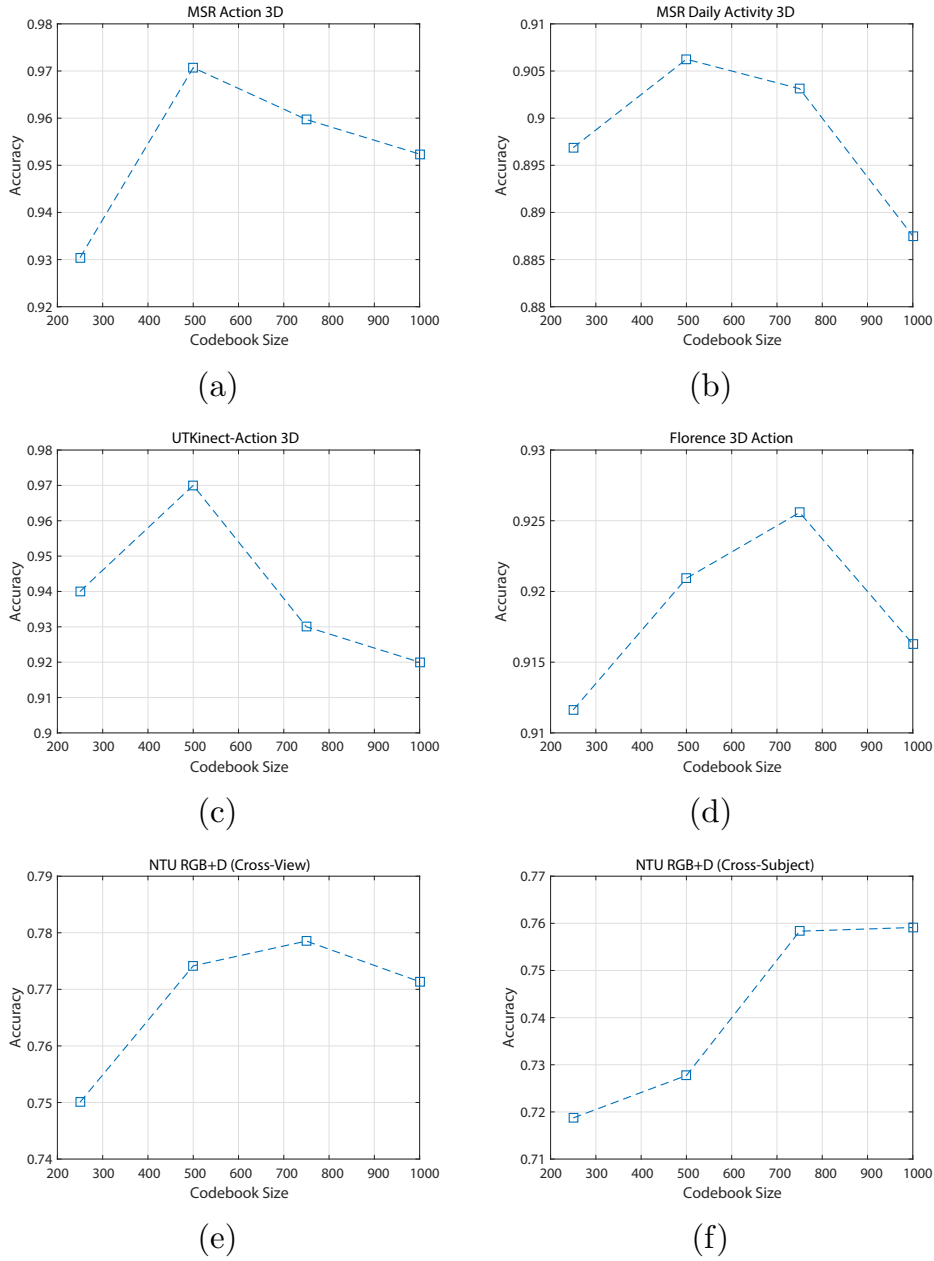 MSR Action 3D
0.98
0.97
0.96
0.95
0.94
0.93
0.92
Accuracy
200 300 400 500 600 700 800 900 1000
Codebook Size
(a)
MSR Daily Activity 3D
0.91
0.905
0.9
0.895
0.89
0.885
0.88
Accuracy
200 300 400 500 600 700 800 900 1000
Codebook Size
(b)
UTKinect-Action 3D
0.98
0.97
0.96
0.95
0.94
0.93
0.92
0.91
0.9
Accuracy
200 300 400 500 600 700 800 900 1000
Codebook Size
(c)
Florence 3D Action
0.93
0.925
0.92
0.915
0.91
Accuracy
200 300 400 500 600 700 800 900 1000
Codebook Size
(d)
NTU RGB+D (Cross-View)
0.79
0.78
0.77
0.76
0.75
0.74
Accuracy
200 300 400 500 600 700 800 900 1000
Codebook Size
(e)
NTU RGB+D (Cross-Subject)
0.77
0.76
0.75
0.74
0.73
0.72
0.71
Accuracy
200 300 400 500 600 700 800 900 1000
Codebook Size
(f)